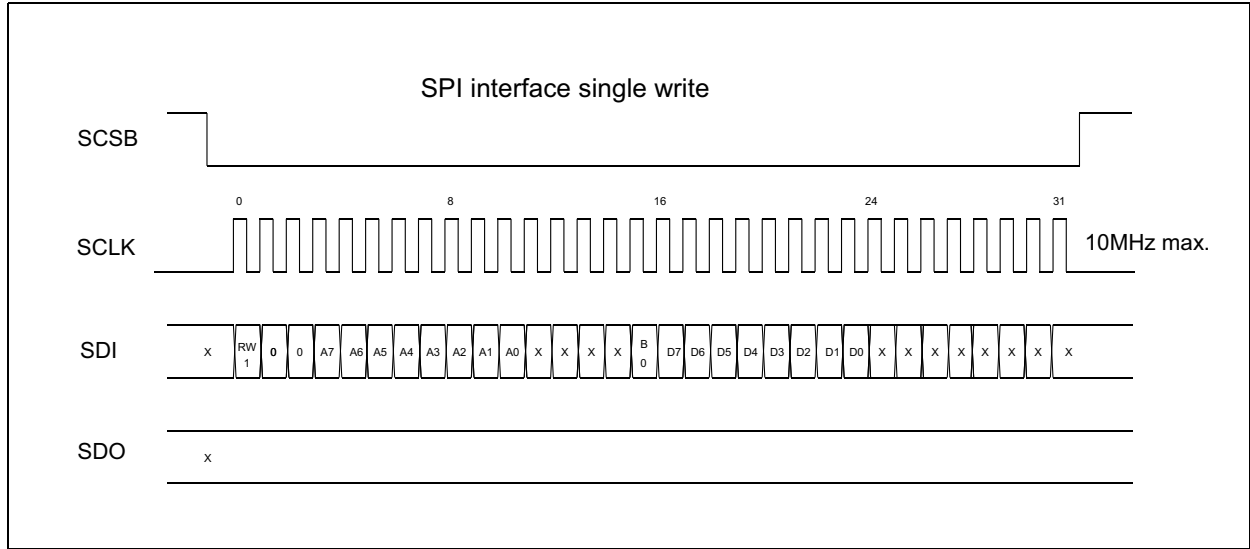 SPI interface single write
SCSB
0 8 16 24 31
SCLK 10MHz max.
SDI X RW 1 0 0 A7 A6 A5 A4 A3 A2 A1 A0 X X X X B 0 D7 D6 D5 D4 D3 D2 D1 D0 X X X X X X X X
SDO X